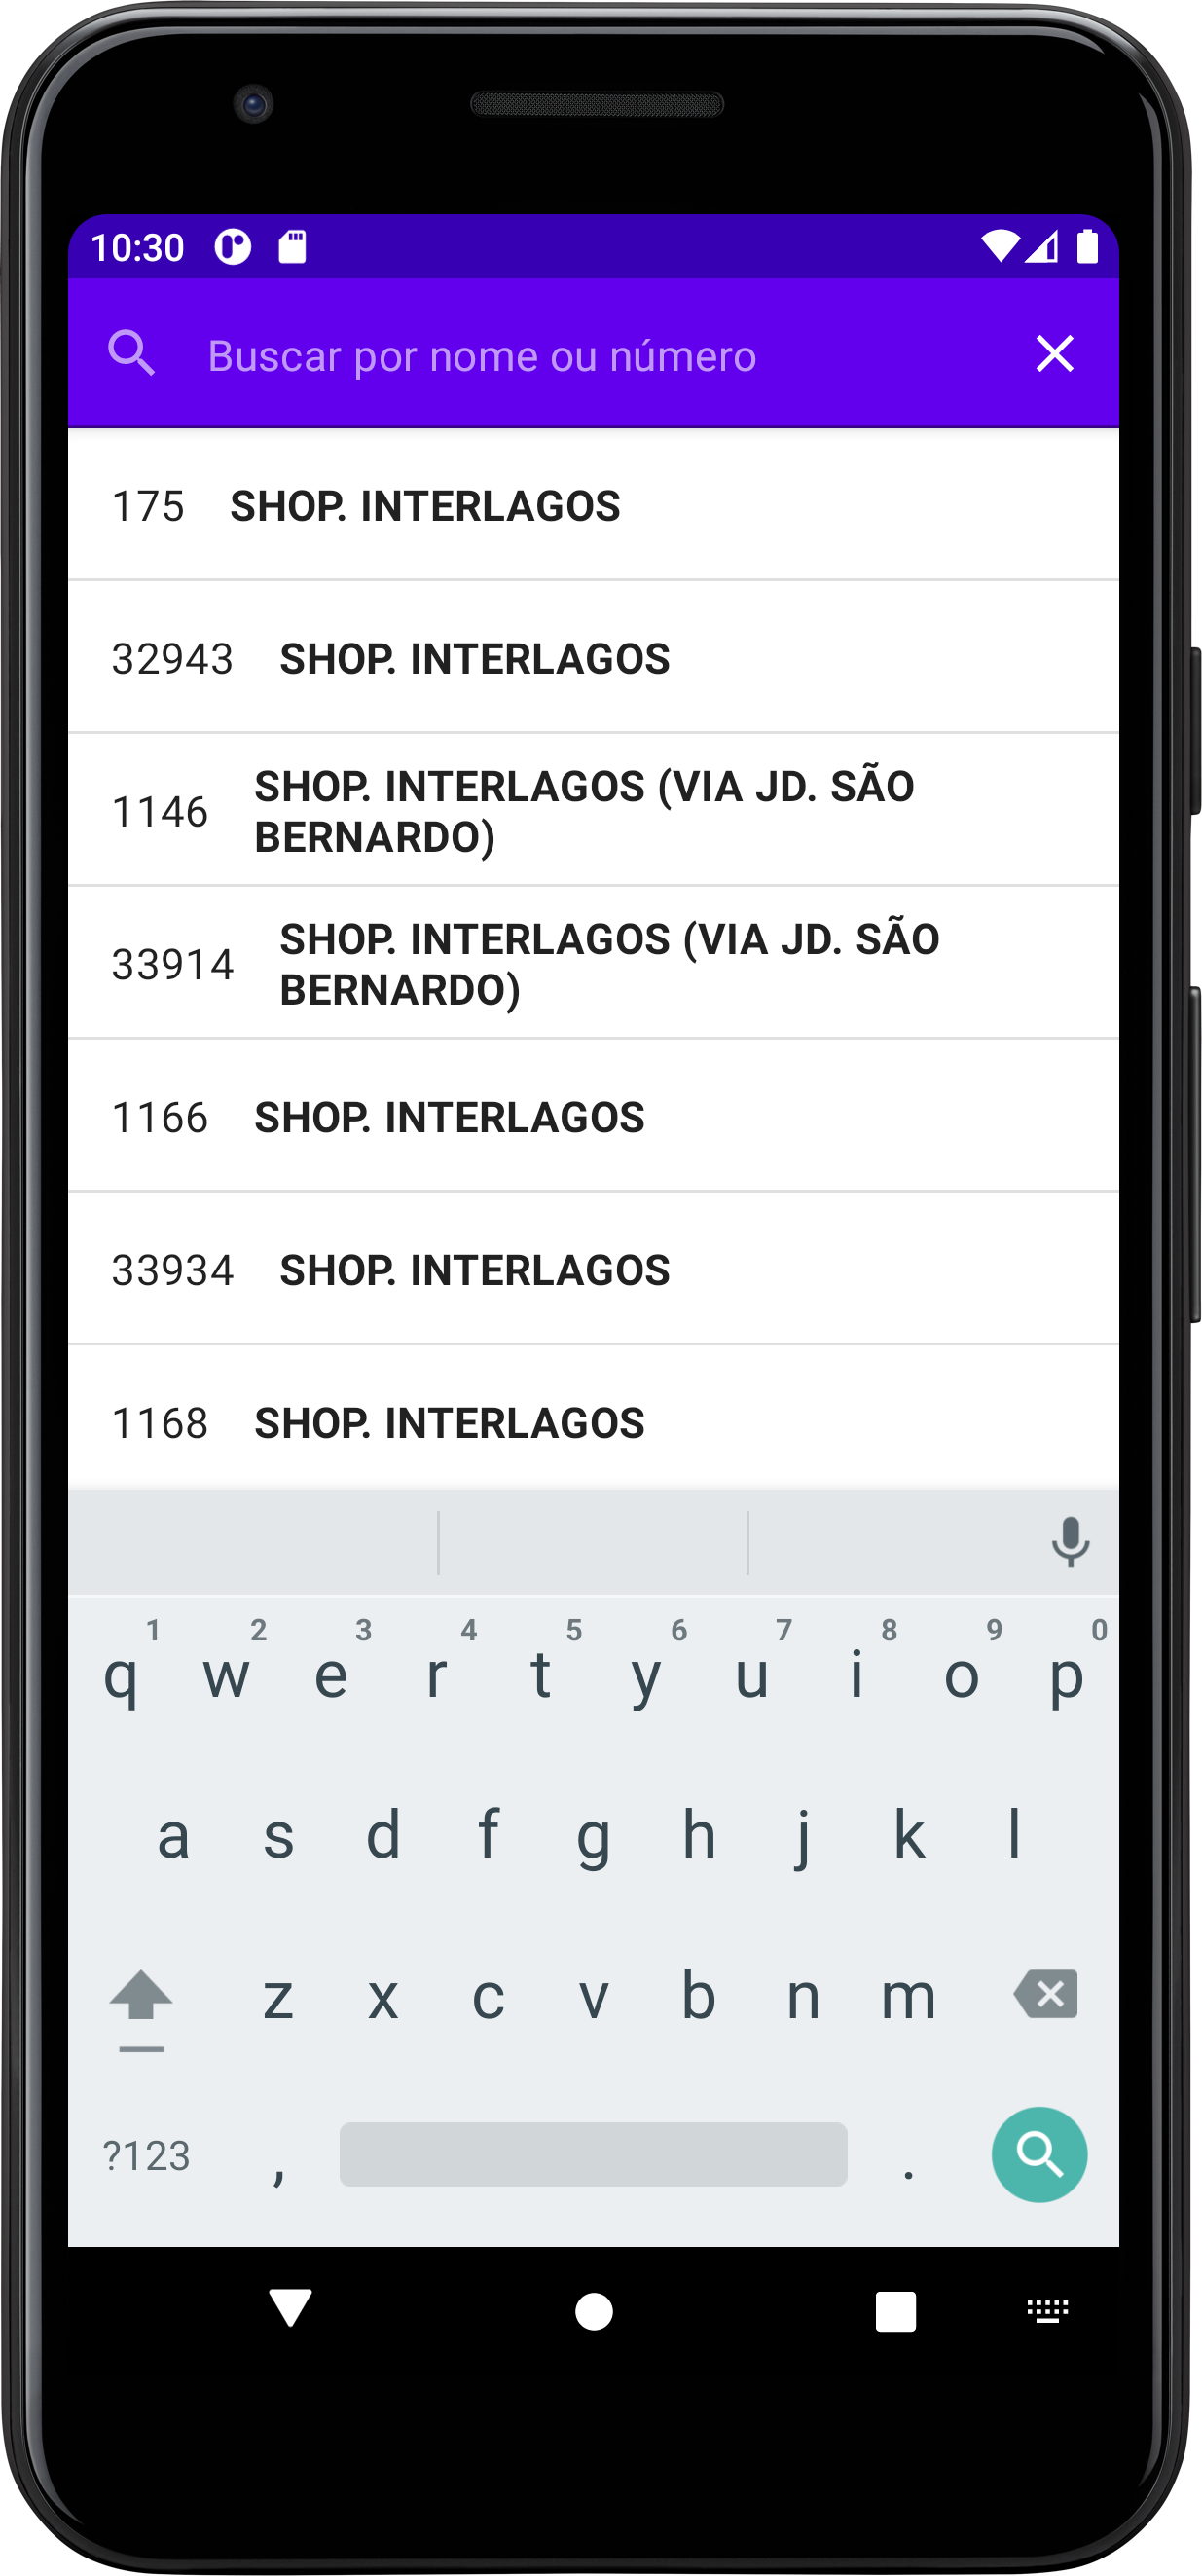 10:30
Buscar por nome ou número
175 SHOP. INTERLAGOS
32943 SHOP. INTERLAGOS
1146 SHOP. INTERLAGOS (VIA JD. SÃO
BERNARDO)
33914 SHOP. INTERLAGOS (VIA JD. SÃO
BERNARDO)
1166 SHOP. INTERLAGOS
33934 SHOP. INTERLAGOS
1168 SHOP. INTERLAGOS
1 2 3 4 5 6 7 8 9 0
q w e r t y u i o p
a s d f g h j k l
z x c v b n m
?123 , .